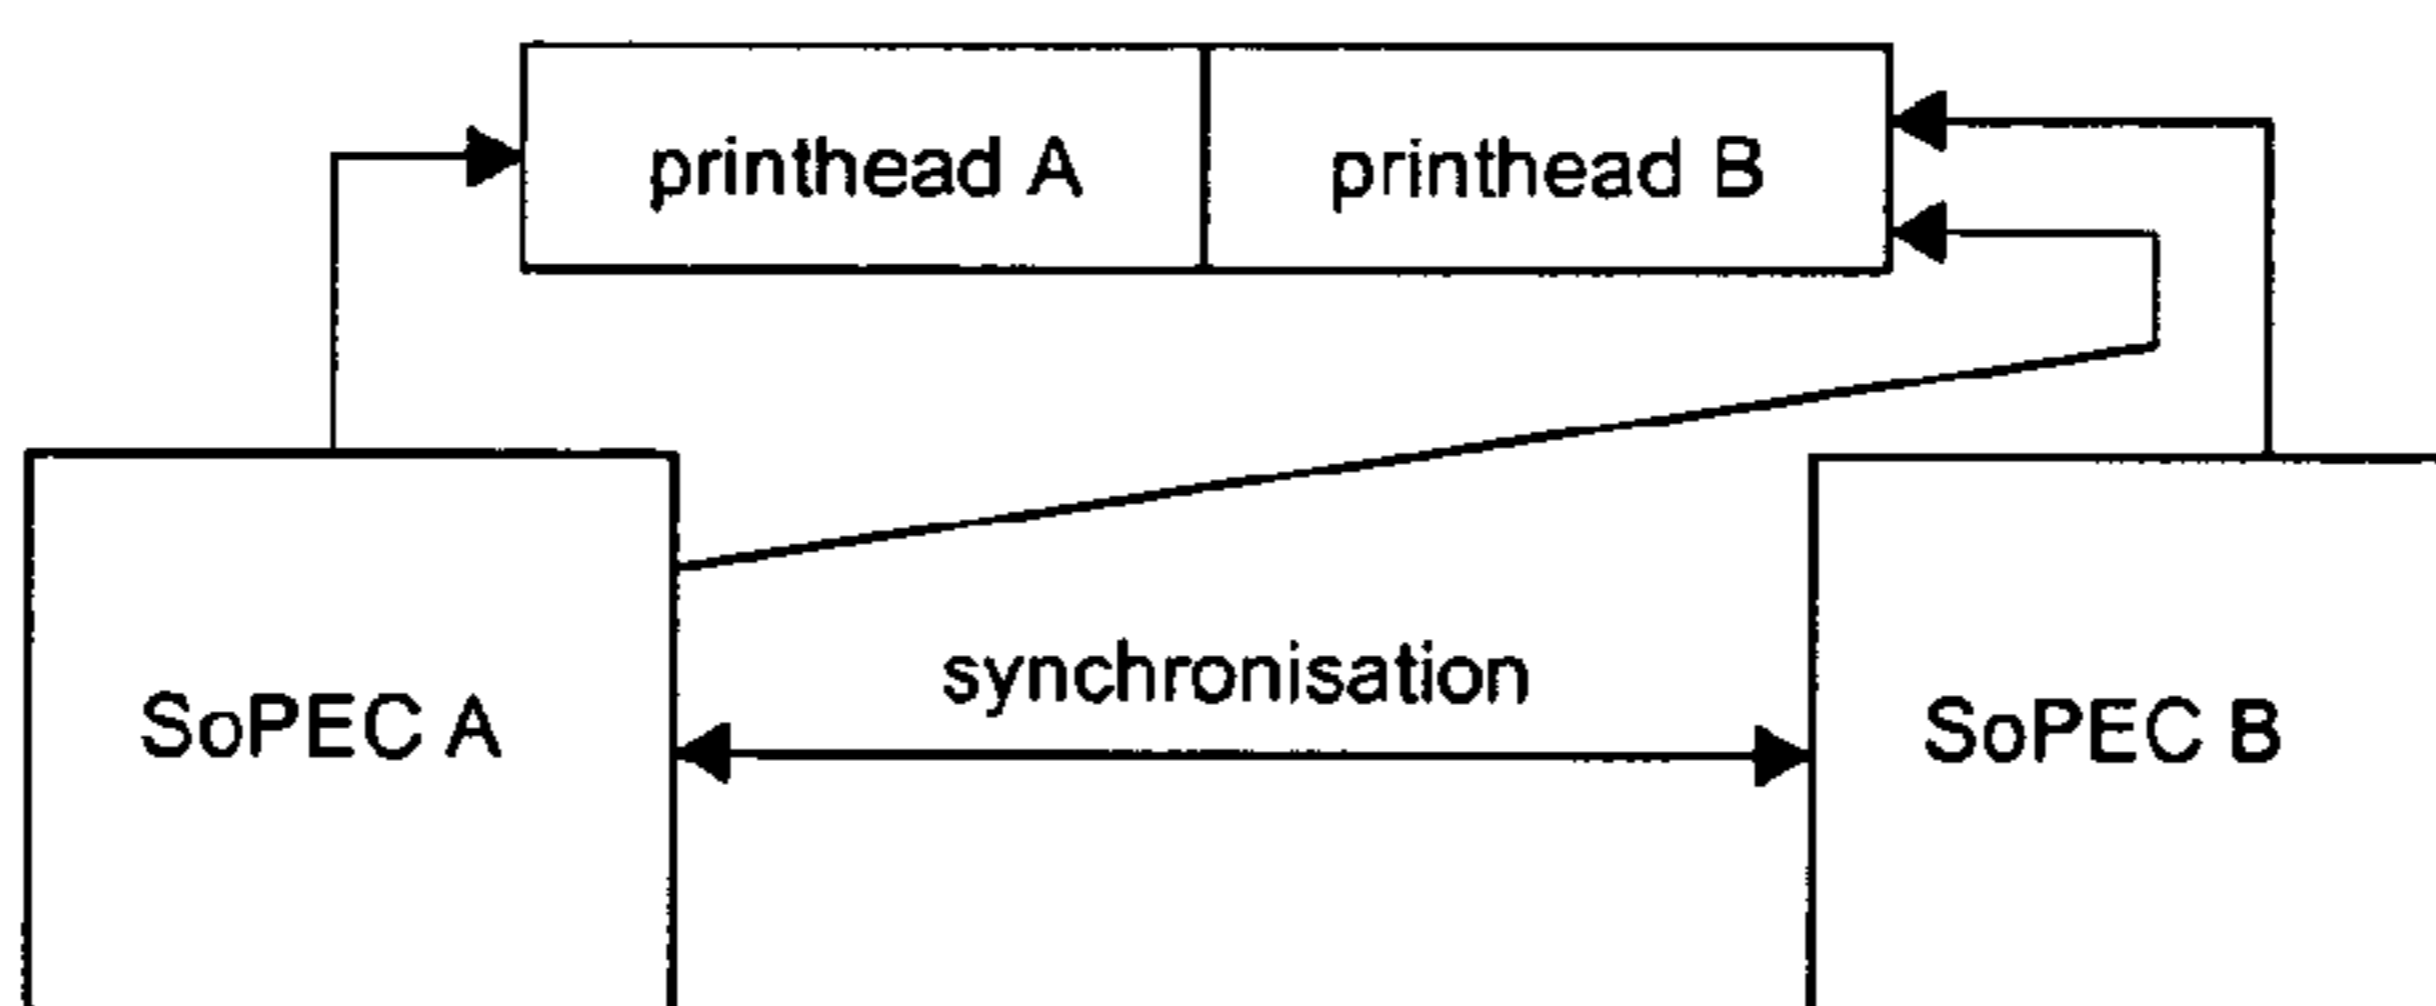 printhead A
printhead B
synchronisation
SoPEC A
SoPEC B